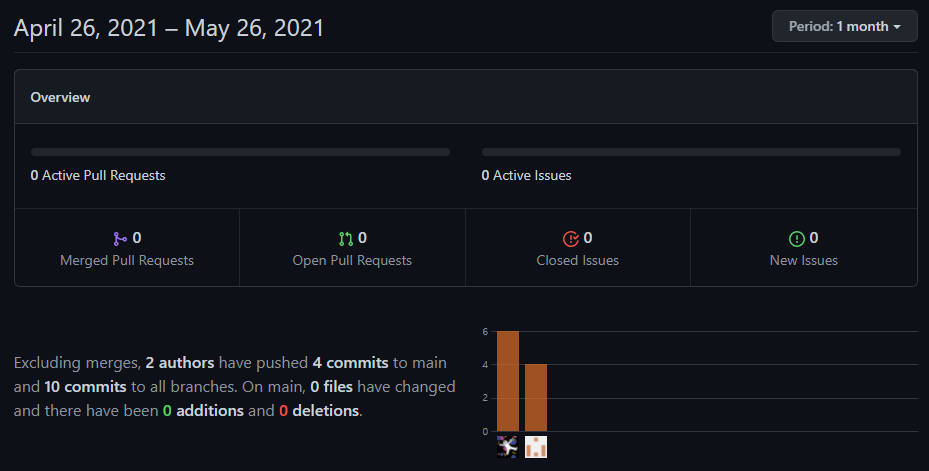 April 26, 2021 – May 26, 2021
Period: 1 month
Overview
0 Active Pull Requests
0 Active Issues
0
Merged Pull Requests
0
Open Pull Requests
0
Closed Issues
0
New Issues
Excluding merges, 2 authors have pushed 4 commits to main
and 10 commits to all branches. On main, 0 files have changed
and there have been 0 additions and 0 deletions.
6
4
2
0